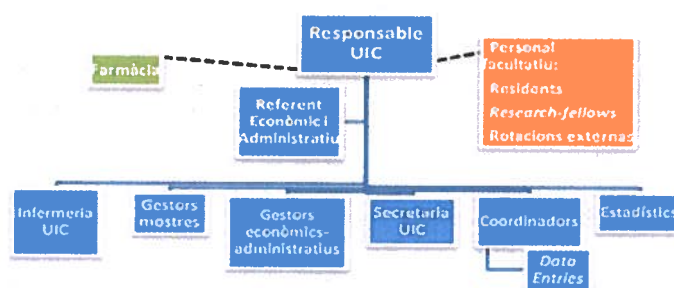 Responsable
UIC
Farmàcia
Personal
facultatiu:
Residents
Research-fellows
Rotacions externas
Referent
Econòmic i
Administratiu
Infermeria
UIC
Gestors
mostres
Gestors
econòmics-
administratius
Secretaria
UIC
Coordinadors
Estadístics
Data
Entries